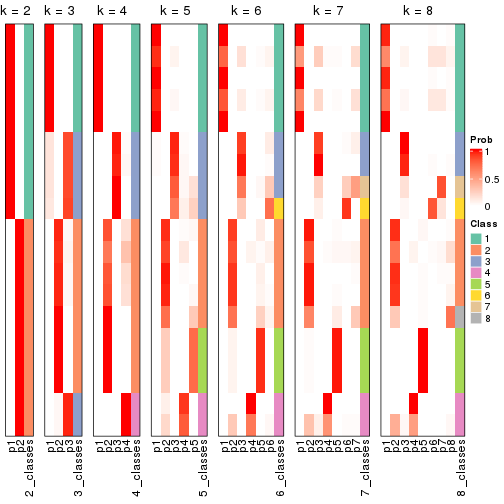 k = 2 k = 3 k = 4 k = 5 k = 6 k = 7 k = 8
Prob
1
0.5
0
Class
1
2
3
4
5
6
7
8
p1 p2 2_classes
p1 p2 p3 3_classes
p1 p2 p3 p4 4_classes
p1 p2 p3 p4 p5 5_classes
p1 p2 p3 p4 p5 p6 6_classes
p1 p2 p3 p4 p5 p6 p7 7_classes
p1 p2 p3 p4 p5 p6 p7 p8 8_classes